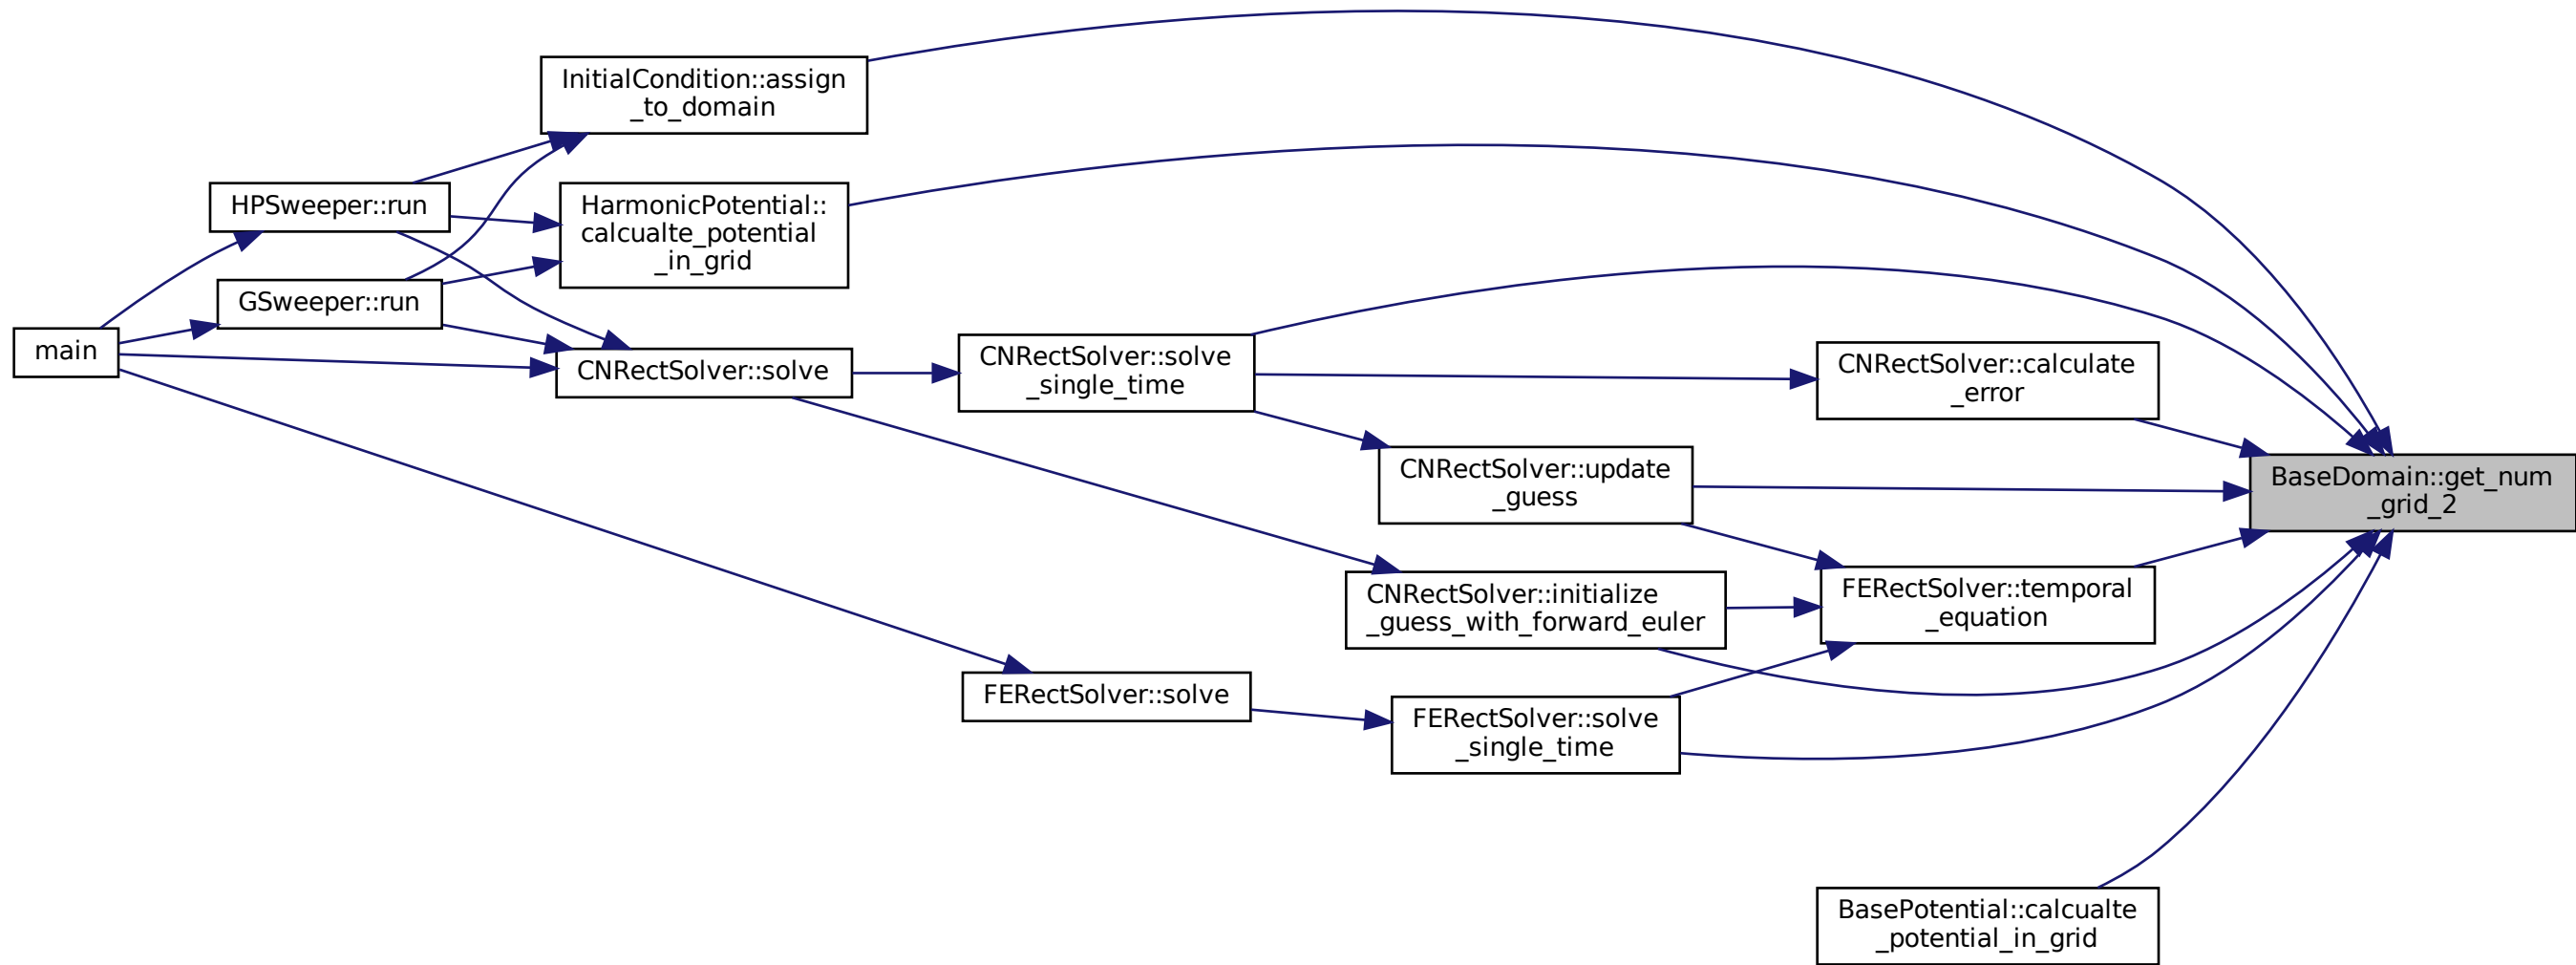 InitialCondition::assign
_to_domain
HPSweeper::run
HarmonicPotential::
calcualte_potential
_in_grid
GSweeper::run
main
CNRectSolver::solve
CNRectSolver::solve
_single_time
CNRectSolver::calculate
_error
CNRectSolver::update
_guess
BaseDomain::get_num
_grid_2
CNRectSolver::initialize
_guess_with_forward_euler
FERectSolver::temporal
_equation
FERectSolver::solve
FERectSolver::solve
_single_time
BasePotential::calcualte
_potential_in_grid